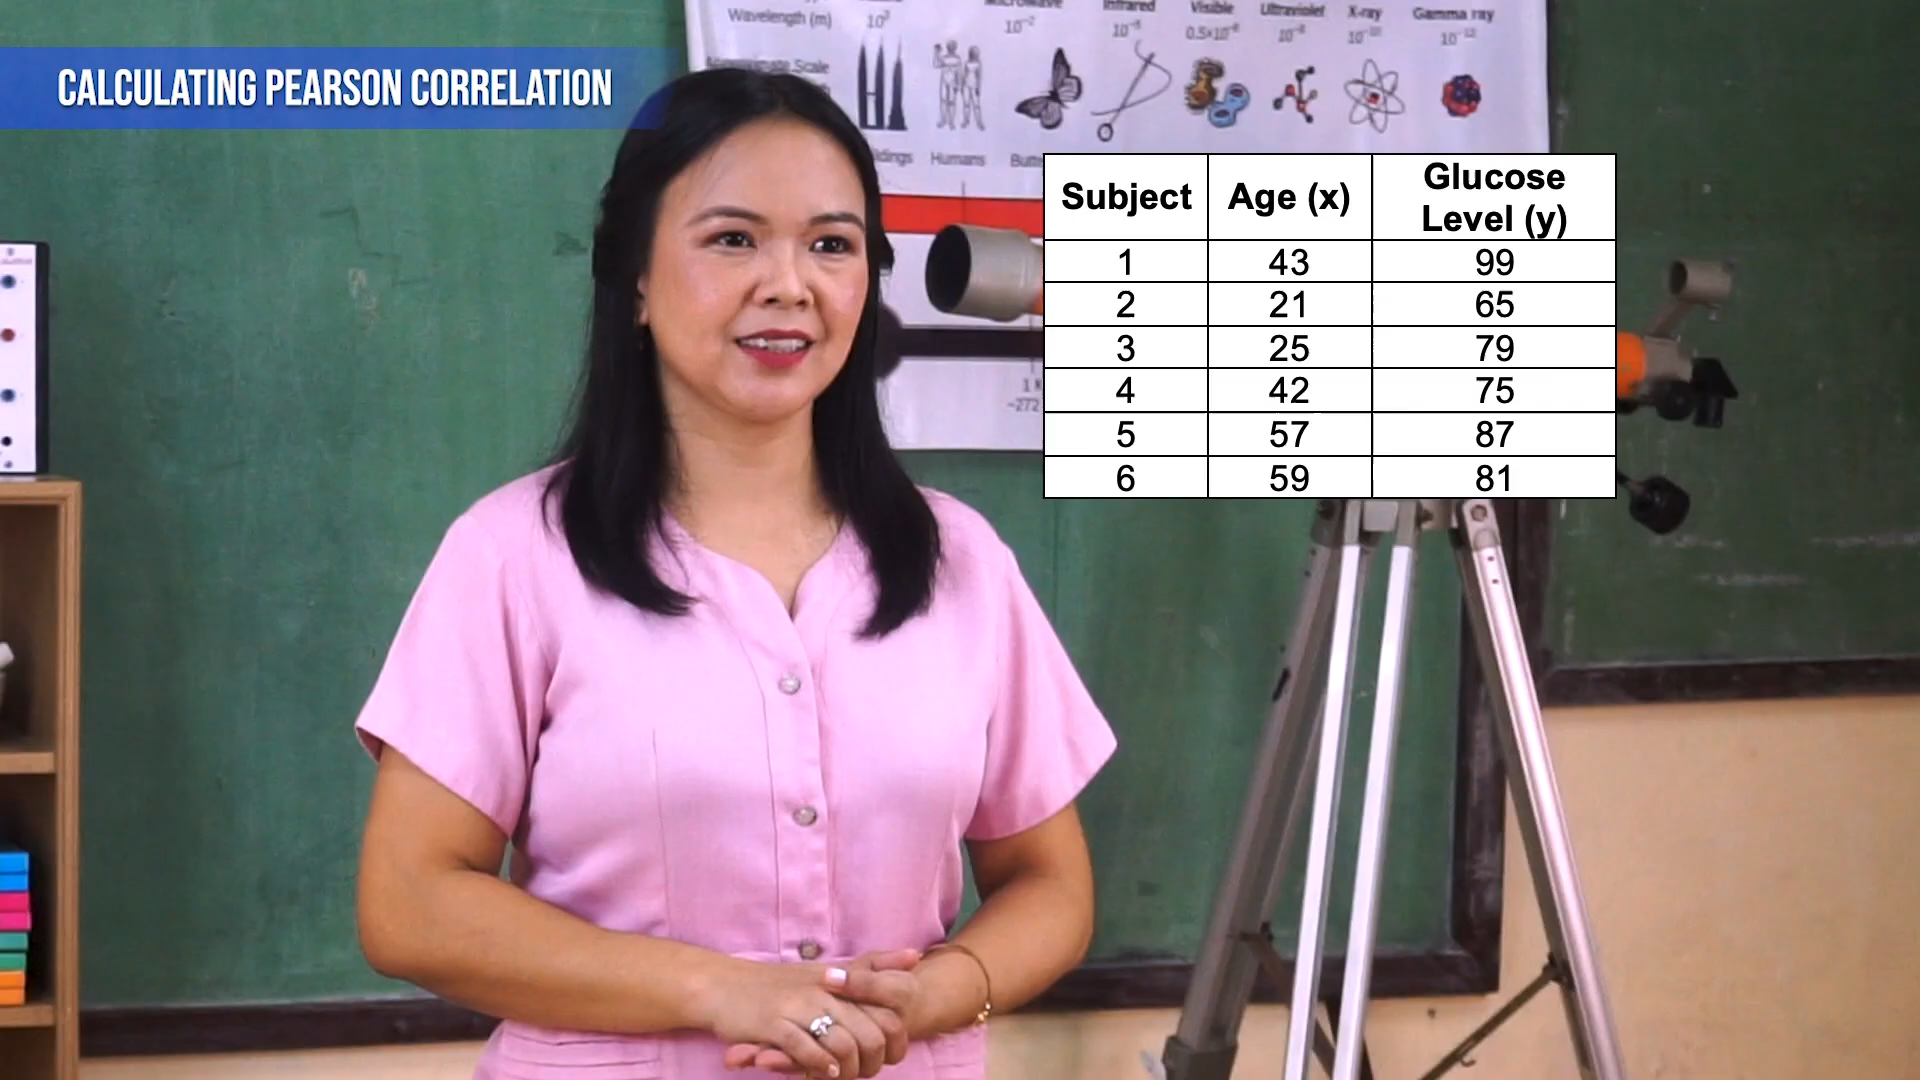 CALCULATING PEARSON CORRELATION
Wavelength (m)
Infrared
Visible
Ultraviolet
X-ray
Gamma ray
Humans
Subject Age (x) Glucose Level (y)
1 43 99
2 21 65
3 25 79
4 42 75
5 57 87
6 59 81